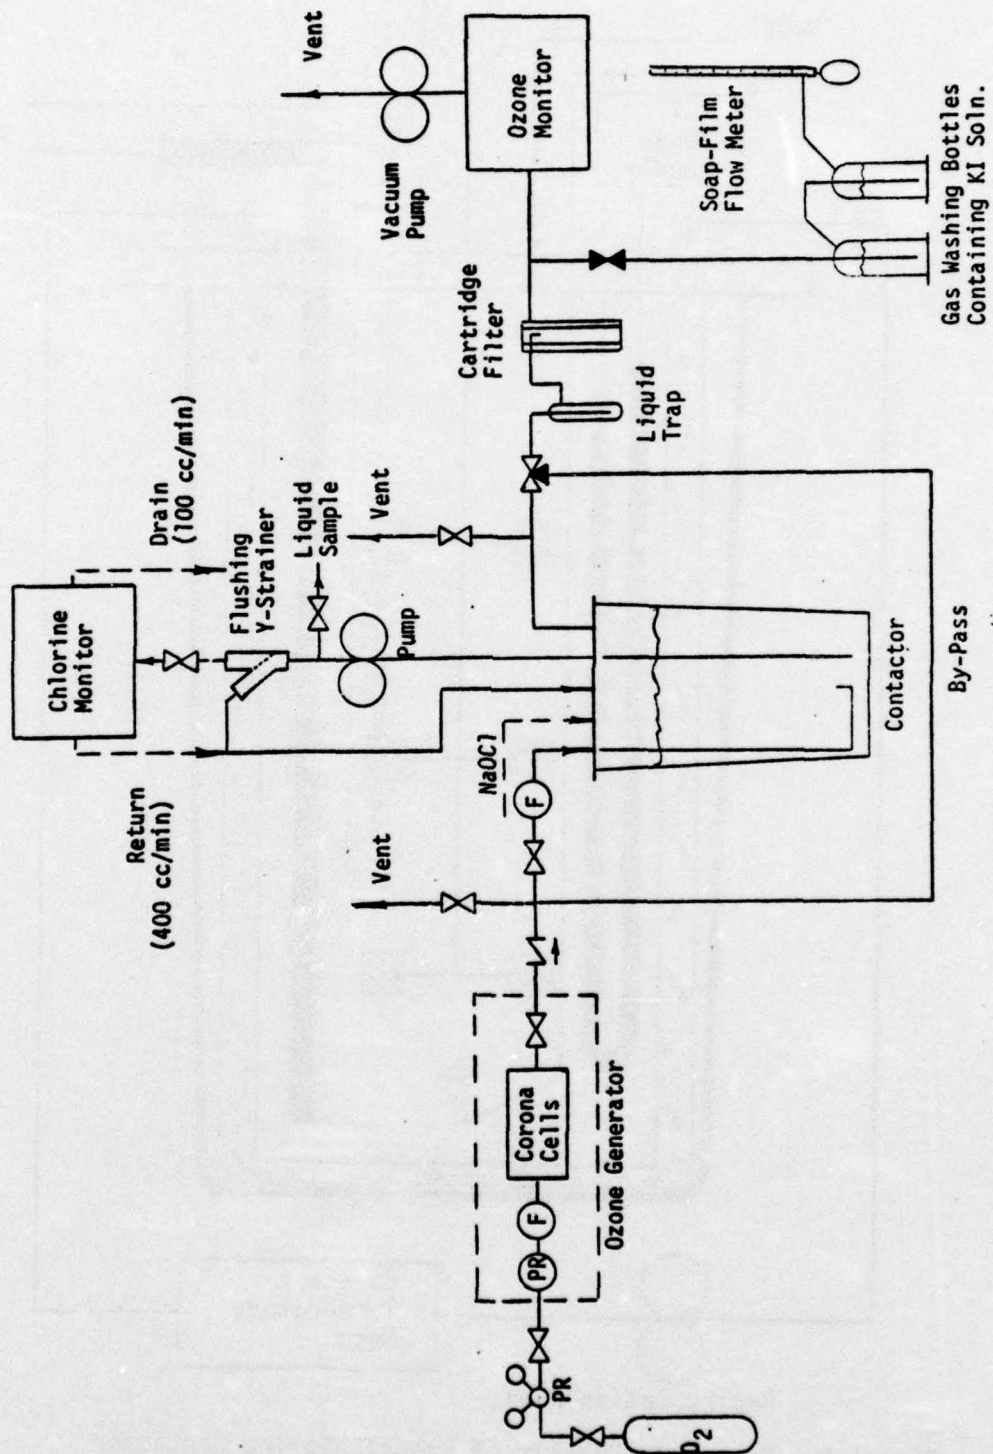 Chlorine
Monitor
Return
(400 cc/min)
Drain
(100 cc/min)
Flushing
Y-Strainer
Liquid
Sample
Pump
Vent
Vent
Vent
Vacuum
Pump
Ozone
Monitor
Cartridge
Filter
Liquid
Trap
Soap-Film
Flow Meter
Gas Washing Bottles
Containing KI Soln.
NaOCl
F
Contactor
By-Pass
Corona
Cells
F
PR
Ozone Generator
PR
O2